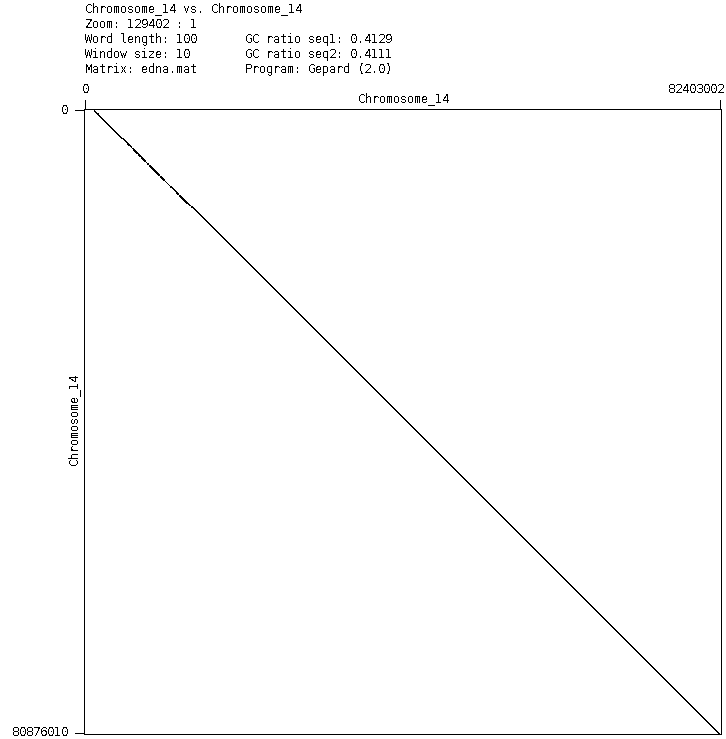 Chromosome_14 vs. Chromosome_14
Zoom: 129402 : 1
Word length: 100 GC ratio seq1: 0.4129
Window size: 10 GC ratio seq2: 0.4111
Matrix: edna.mat Program: Gepard (2.0)
0 82403002
Chromosome_14
0
Chromosome_14
80876010